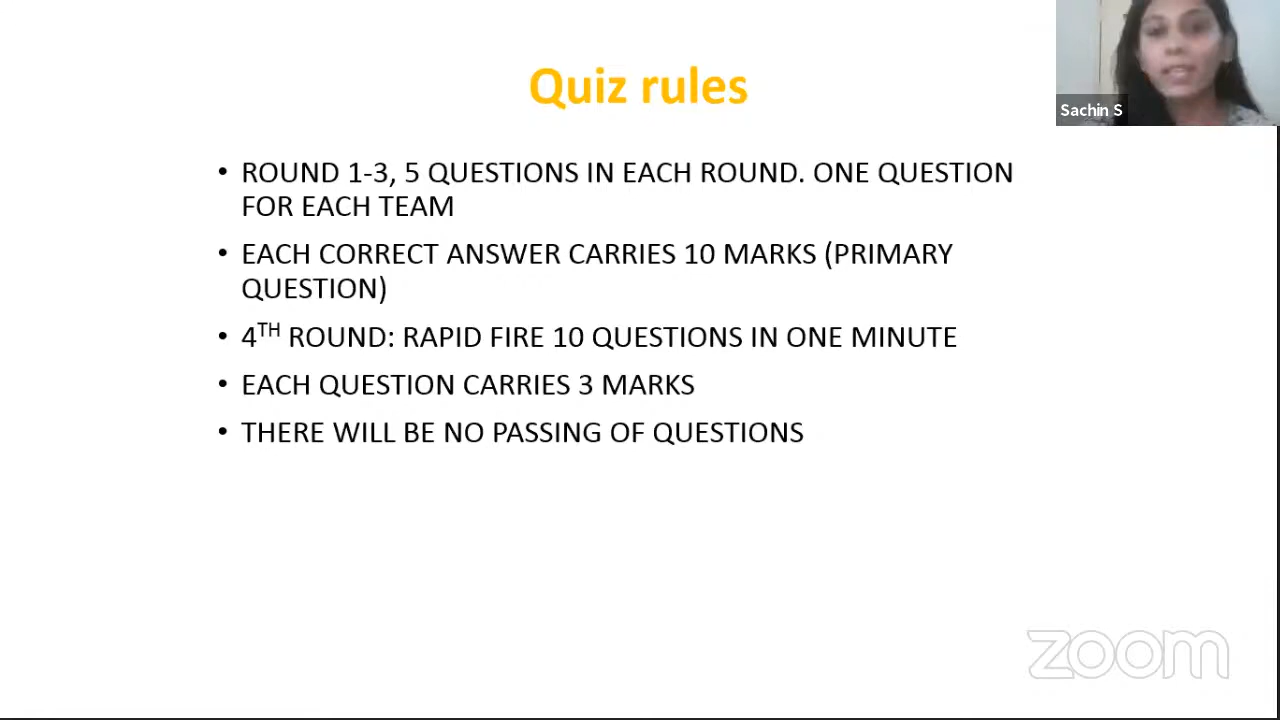 Quiz rules
Sachin S
• ROUND 1-3, 5 QUESTIONS IN EACH ROUND. ONE QUESTION
FOR EACH TEAM
• EACH CORRECT ANSWER CARRIES 10 MARKS (PRIMARY
QUESTION)
• 4TH ROUND: RAPID FIRE 10 QUESTIONS IN ONE MINUTE
• EACH QUESTION CARRIES 3 MARKS
• THERE WILL BE NO PASSING OF QUESTIONS
zoom